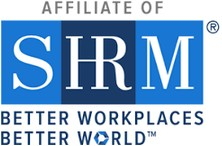 AFFILIATE OF
SHRM®
BETTER WORKPLACES
BETTER WORLD™